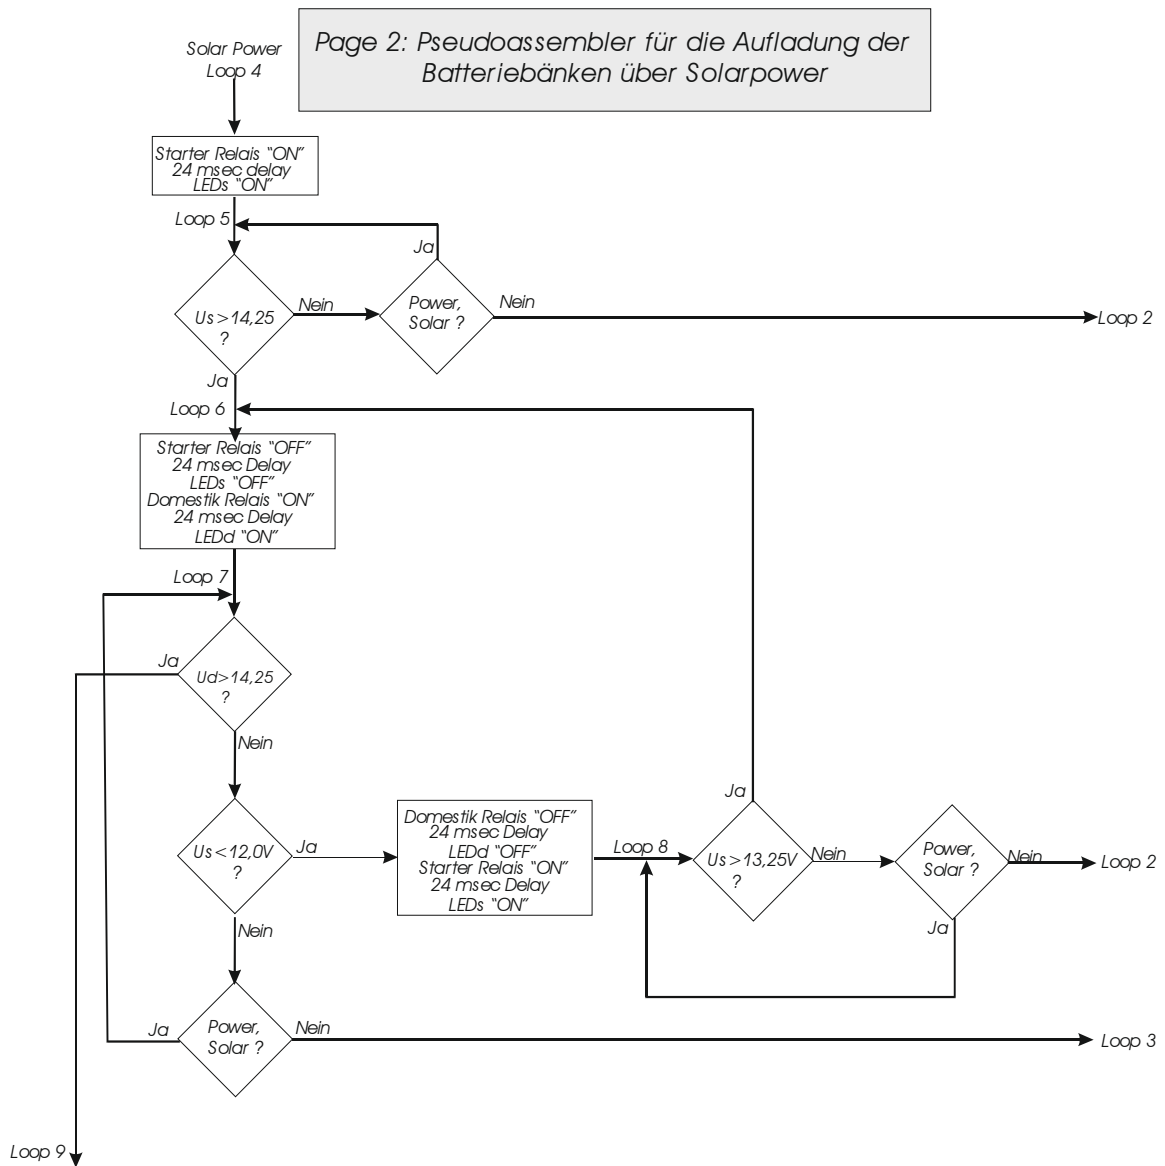 Page 2: Pseudoassembler für die Aufladung der
Batteriebänken über Solarpower
Solar Power
Loop 4
Starter Relais “ON”
24 msec delay
LEDs “ON”
Loop 5
Ja
Us>14,25
?
Nein
Power,
Solar ?
Nein
Loop 2
Ja
Loop 6
Starter Relais “OFF”
24 msec Delay
LEDs “OFF”
Domestik Relais “ON”
24 msec Delay
LEDd “ON”
Loop 7
Ja
Ud>14,25
?
Nein
Us<12,0V
?
Ja
Domestik Relais “OFF”
24 msec Delay
LEDd “OFF”
Starter Relais “ON”
24 msec Delay
LEDs “ON”
Loop 8
Ja
Us>13,25V
?
Nein
Power,
Solar ?
Nein
Loop 2
Ja
Nein
Ja
Power,
Solar ?
Nein
Loop 3
Loop 9